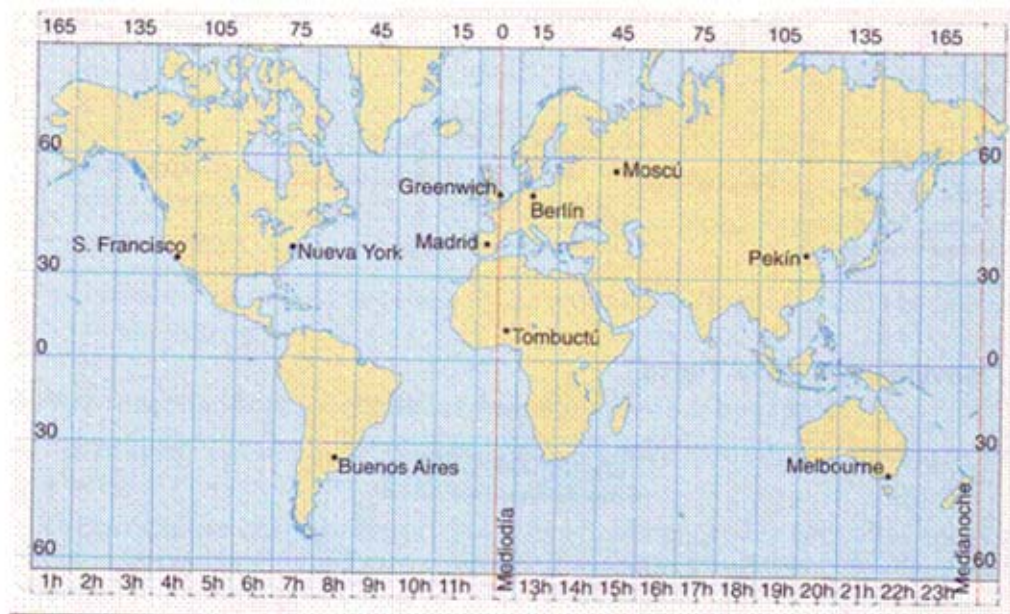 165 135 105 75 45 15 0 15 45 75 105 135 165
60 60
Moscú
Greenwich
Berlín
S. Francisco
Nueva York
Madrid
Pekín
30 30
Tombuctú
0 0
30 30
Buenos Aires
Melbourne
Mediodía
Medianoche
60 60
1h 2h 3h 4h 5h 6h 7h 8h 9h 10h 11h 13h 14h 15h 16h 17h 18h 19h 20h 21h 22h 23h